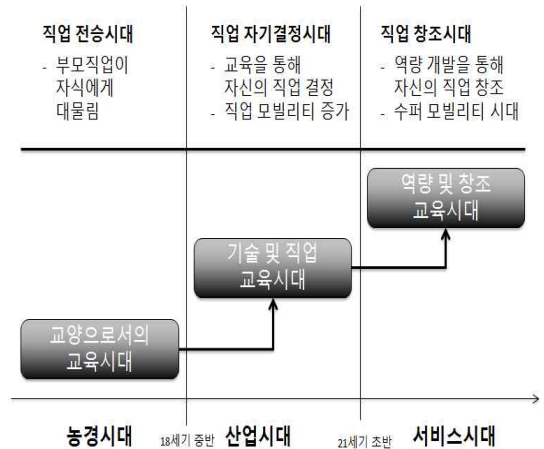 직업 전승시대
- 부모직업이
자식에게
대물림
직업 자기결정시대
- 교육을 통해
자신의 직업 결정
- 직업 모빌리티 증가
직업 창조시대
- 역량 개발을 통해
자신의 직업 창조
- 수퍼 모빌리티 시대
역량 및 창조
교육시대
기술 및 직업
교육시대
교양으로서의
교육시대
농경시대
18세기 중반
산업시대
21세기 초반
서비스시대